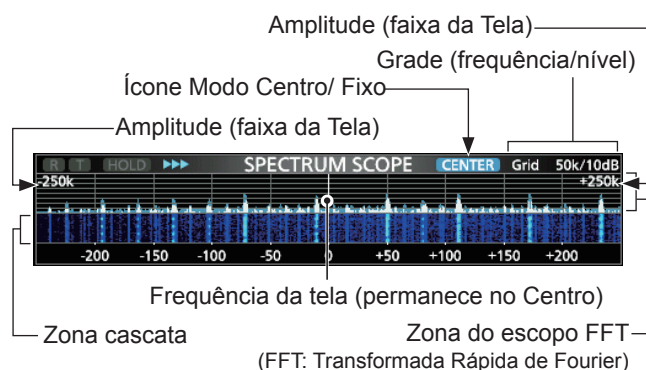 Amplitude (faixa da Tela)
Grade (frequência/nível)
Ícone Modo Centro/ Fixo
Amplitude (faixa da Tela)
R T HOLD SPECTRUM SCOPE CENTER Grid 50k/10dB
-250k +250k
-200 -150 -100 -50 0 +50 +100 +150 +200
Frequência da tela (permanece no Centro)
Zona cascata
Zona do escopo FFT
(FFT: Transformada Rápida de Fourier)